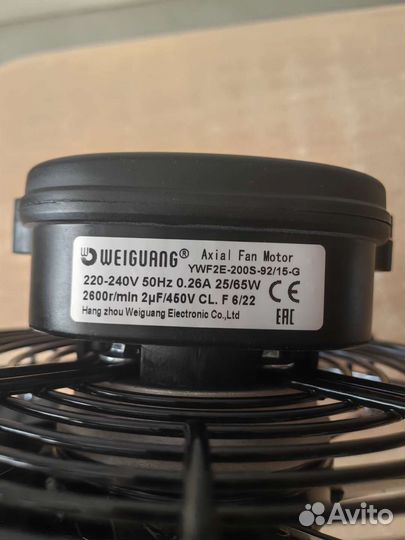 WEIGUANG® Axial Fan Motor
YWF2E-200S-92/15-G
220-240V 50Hz 0.26A 25/65W
2600r/min 2µF/450V CL. F 6/22
Hang zhou Weiguang Electronic Co.,Ltd
CE
EAC
Avito